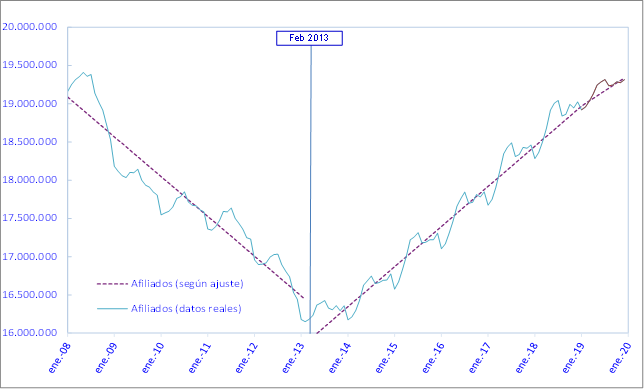 20.000.000
19.500.000
19.000.000
18.500.000
18.000.000
17.500.000
17.000.000
16.500.000
16.000.000
Feb 2013
Afiliados (según ajuste)
Afiliados (datos reales)
ene.-08
ene.-09
ene.-10
ene.-11
ene.-12
ene.-13
ene.-14
ene.-15
ene.-16
ene.-17
ene.-18
ene.-19
ene.-20